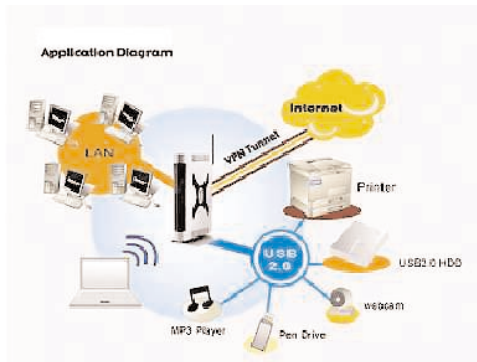 Application Diagram
Internet
LAN
VPN Tunnel
Printer
USB
2.0
USB2.0 HDD
webcam
MP3 Player
Pen Drive